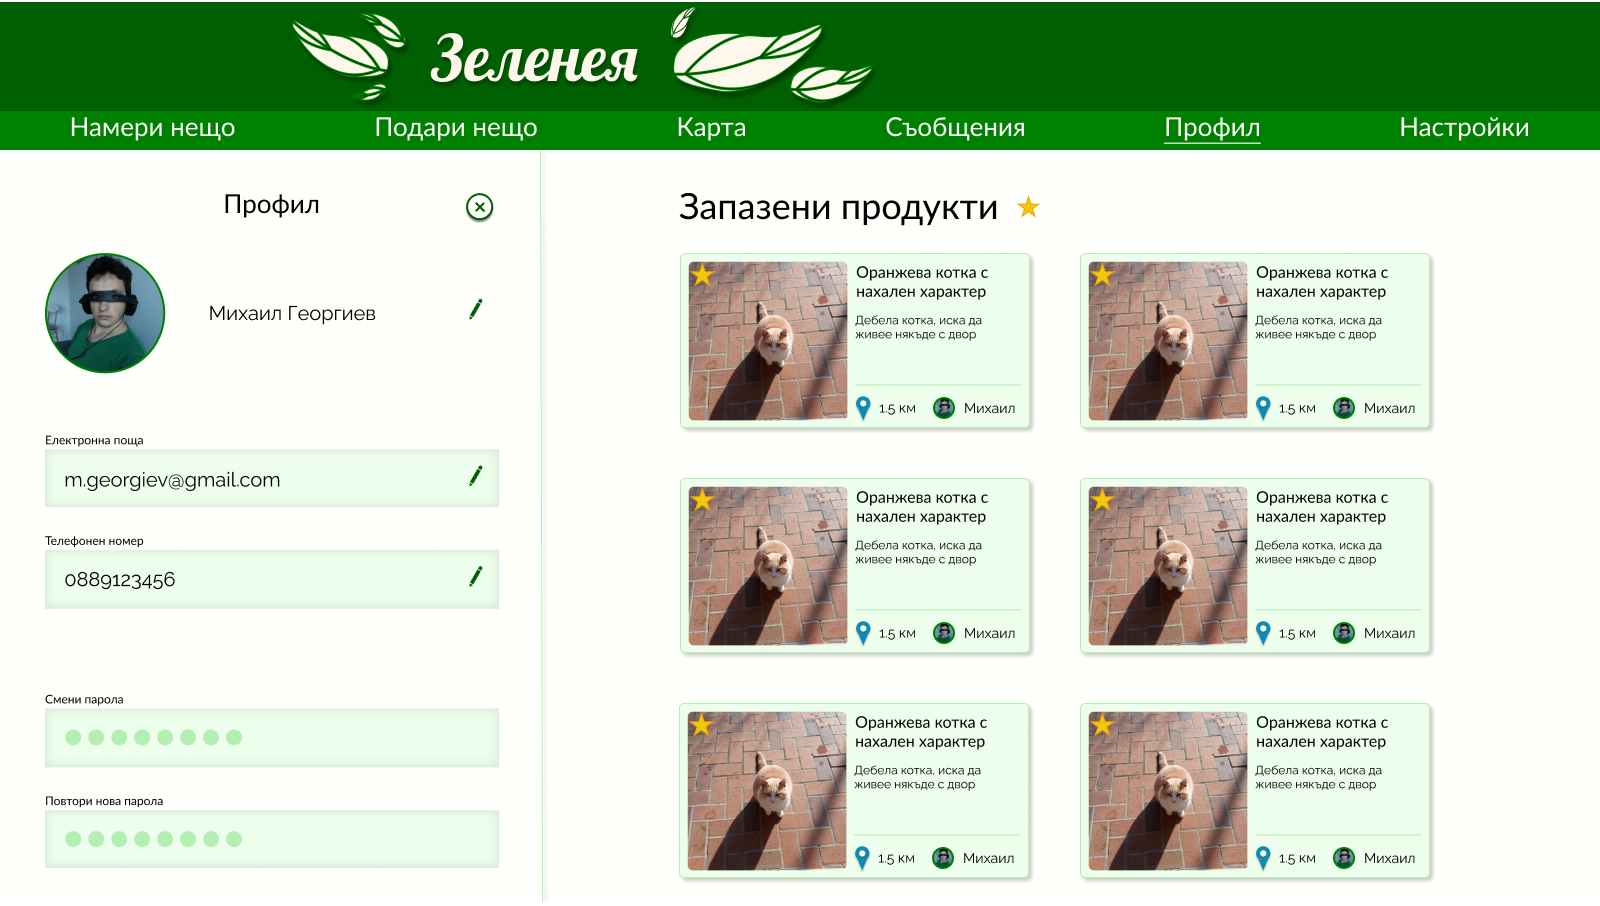 Зеленея
Намери нещо
Подари нещо
Карта
Съобщения
Профил
Настройки
Профил
Михаил Георгиев
Електронна поща
m.georgiev@gmail.com
Телефонен номер
0889123456
Смени парола
Повтори нова парола
Запазени продукти
Оранжева котка с
нахален характер
Дебела котка, иска да
живее някъде с двор
1.5 км
Михаил
Оранжева котка с
нахален характер
Дебела котка, иска да
живее някъде с двор
1.5 км
Михаил
Оранжева котка с
нахален характер
Дебела котка, иска да
живее някъде с двор
1.5 км
Михаил
Оранжева котка с
нахален характер
Дебела котка, иска да
живее някъде с двор
1.5 км
Михаил
Оранжева котка с
нахален характер
Дебела котка, иска да
живее някъде с двор
1.5 км
Михаил
Оранжева котка с
нахален характер
Дебела котка, иска да
живее някъде с двор
1.5 км
Михаил